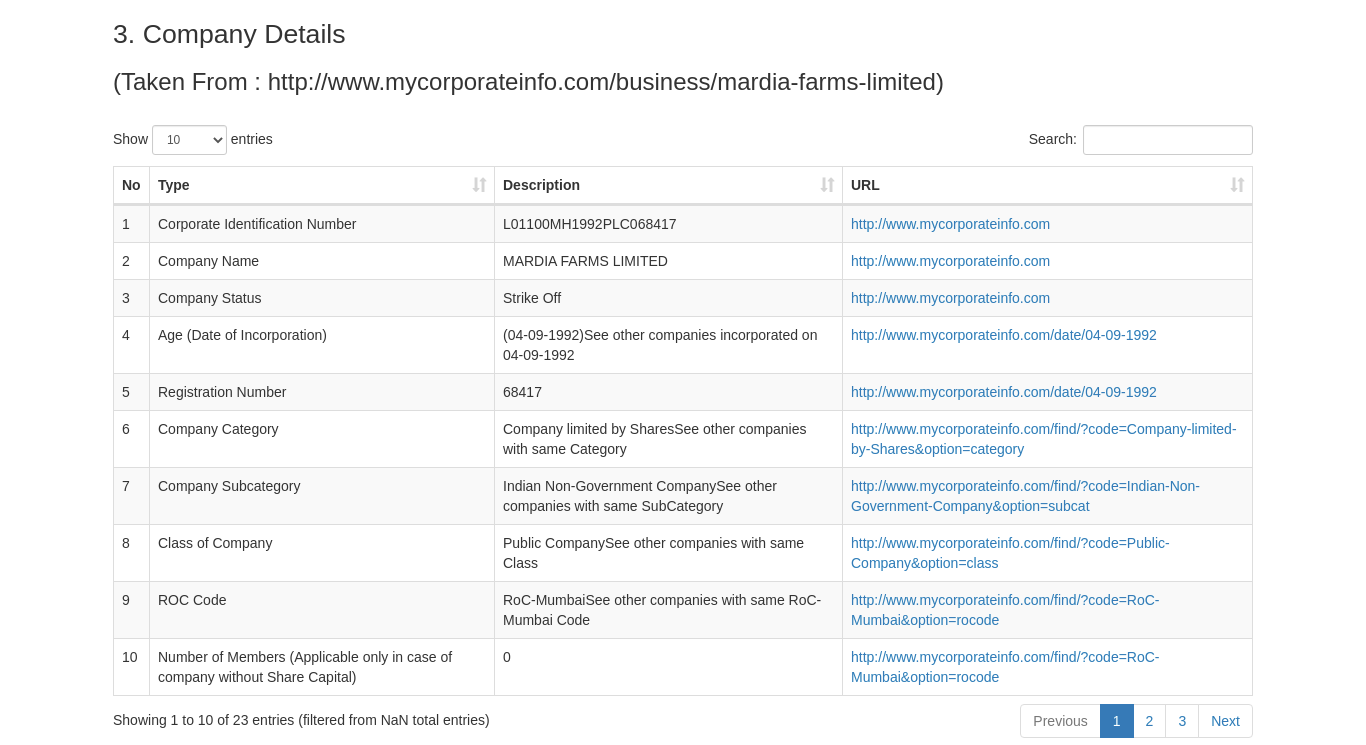 3. Company Details
(Taken From : http://www.mycorporateinfo.com/business/mardia-farms-limited)
Show 10 entries Search:
No Type Description URL
1 Corporate Identification Number L01100MH1992PLC068417 http://www.mycorporateinfo.com
2 Company Name MARDIA FARMS LIMITED http://www.mycorporateinfo.com
3 Company Status Strike Off http://www.mycorporateinfo.com
4 Age (Date of Incorporation) (04-09-1992)See other companies incorporated on http://www.mycorporateinfo.com/date/04-09-1992
04-09-1992
5 Registration Number 68417 http://www.mycorporateinfo.com/date/04-09-1992
6 Company Category Company limited by SharesSee other companies http://www.mycorporateinfo.com/find/?code=Company-limited-
with same Category by-Shares&option=category
7 Company Subcategory Indian Non-Government CompanySee other http://www.mycorporateinfo.com/find/?code=Indian-Non-
companies with same SubCategory Government-Company&option=subcat
8 Class of Company Public CompanySee other companies with same http://www.mycorporateinfo.com/find/?code=Public-
Class Company&option=class
9 ROC Code RoC-MumbaiSee other companies with same RoC- http://www.mycorporateinfo.com/find/?code=RoC-
Mumbai Code Mumbai&option=rocode
10 Number of Members (Applicable only in case of 0 http://www.mycorporateinfo.com/find/?code=RoC-
company without Share Capital) Mumbai&option=rocode
Showing 1 to 10 of 23 entries (filtered from NaN total entries) Previous 1 2 3 Next